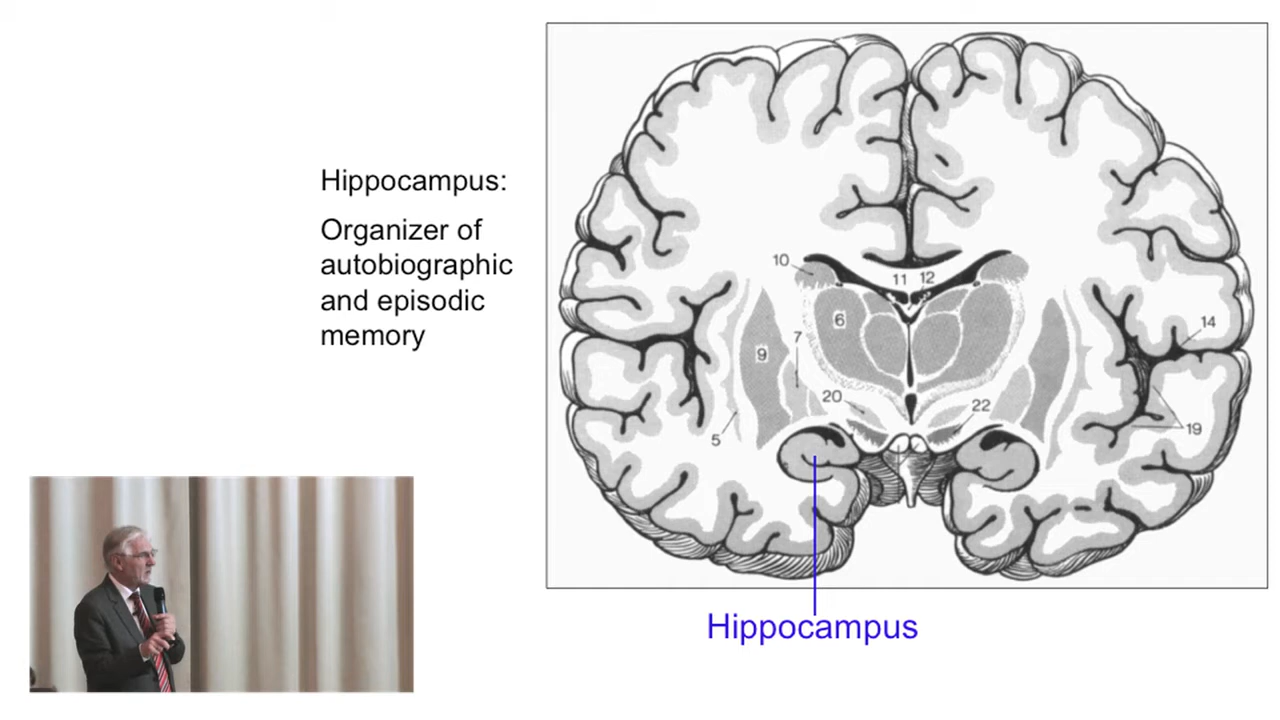 Hippocampus:
Organizer of
autobiographic
and episodic
memory
10
11 12
6
7
14
9
20
22
5
19
Hippocampus